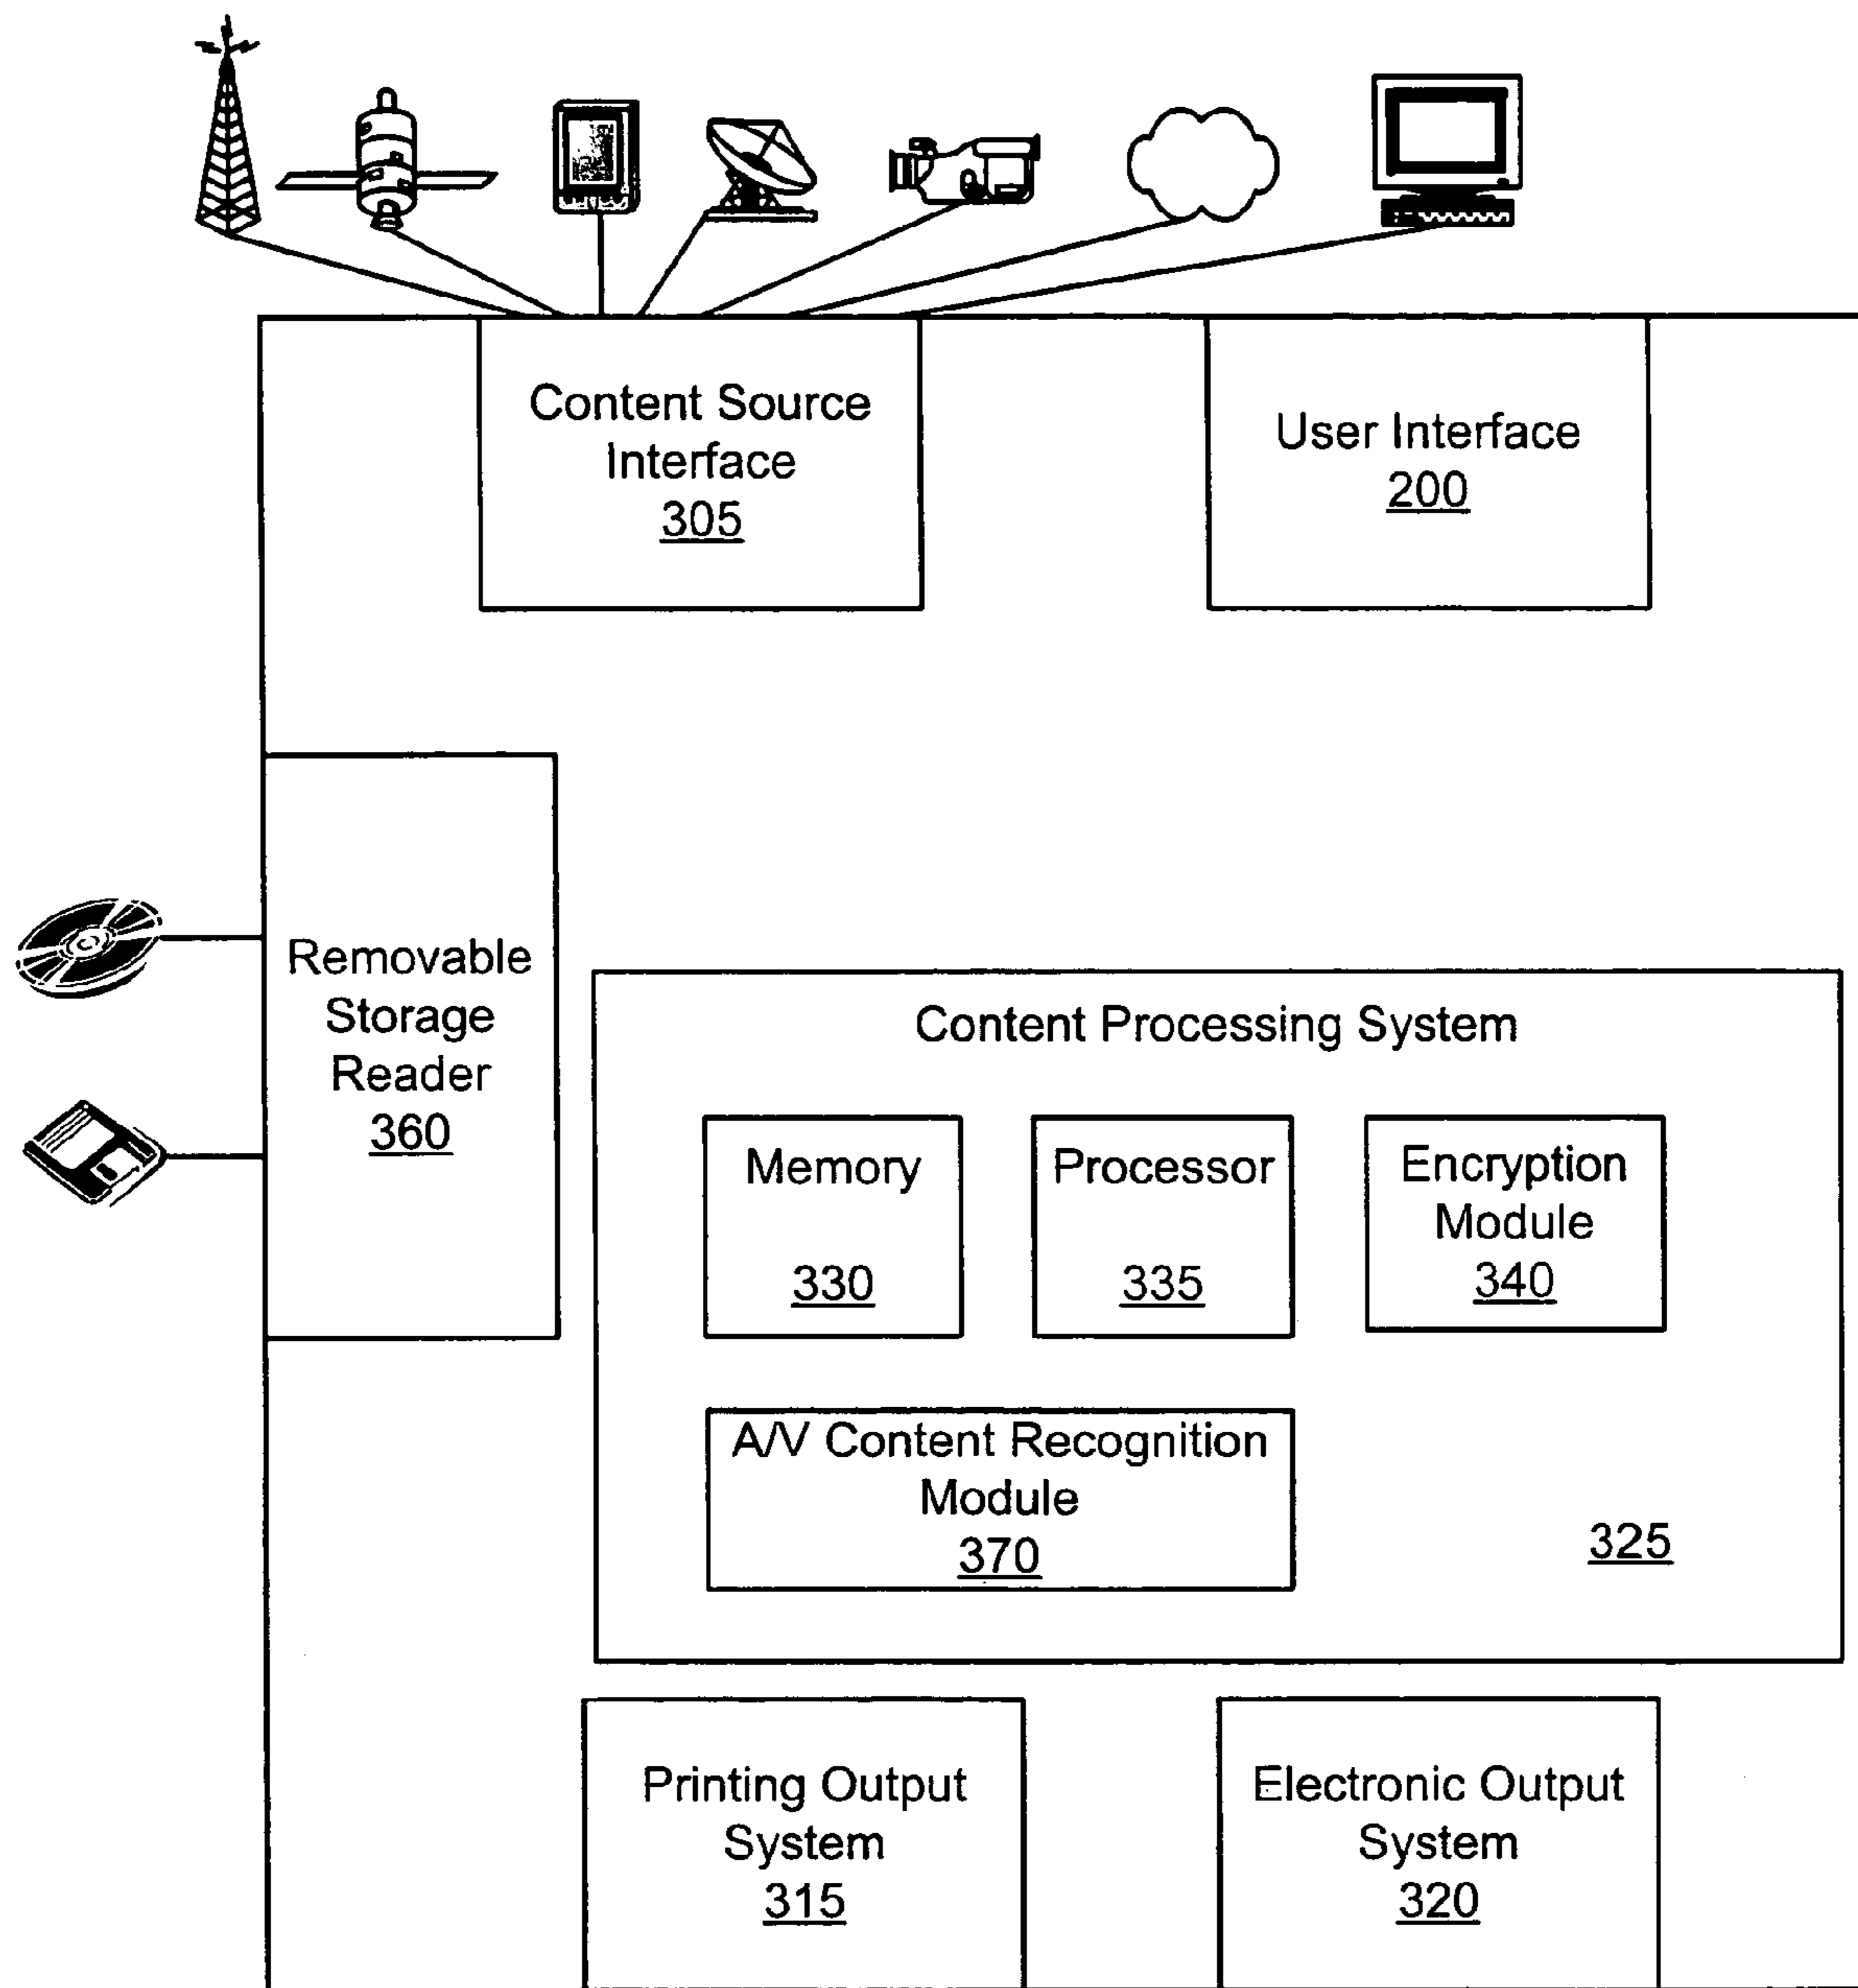 Content Source
Interface
305
User Interface
200
Removable
Storage
Reader
360
Content Processing System
Memory
330
Processor
335
Encryption
Module
340
A/V Content Recognition
Module
370
325
Printing Output
System
315
Electronic Output
System
320